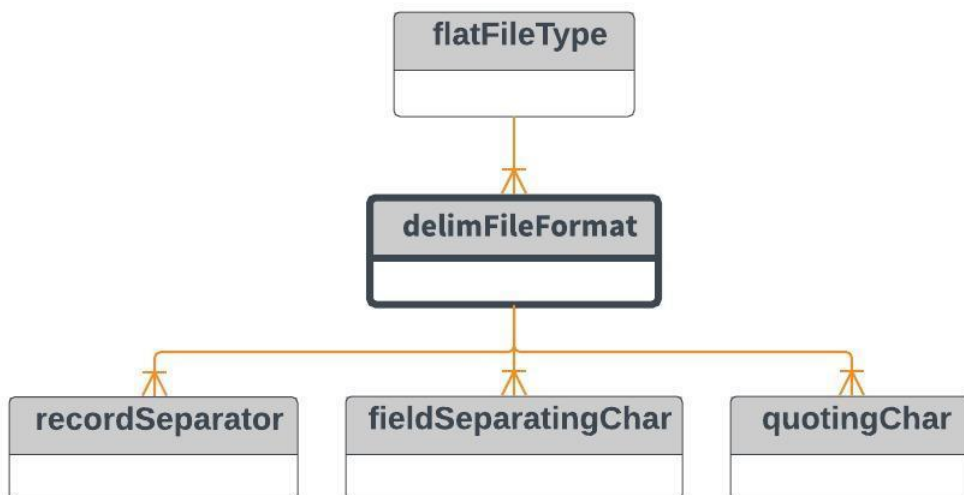 flatFileType
delimFileFormat
recordSeparator
fieldSeparatingChar
quotingChar